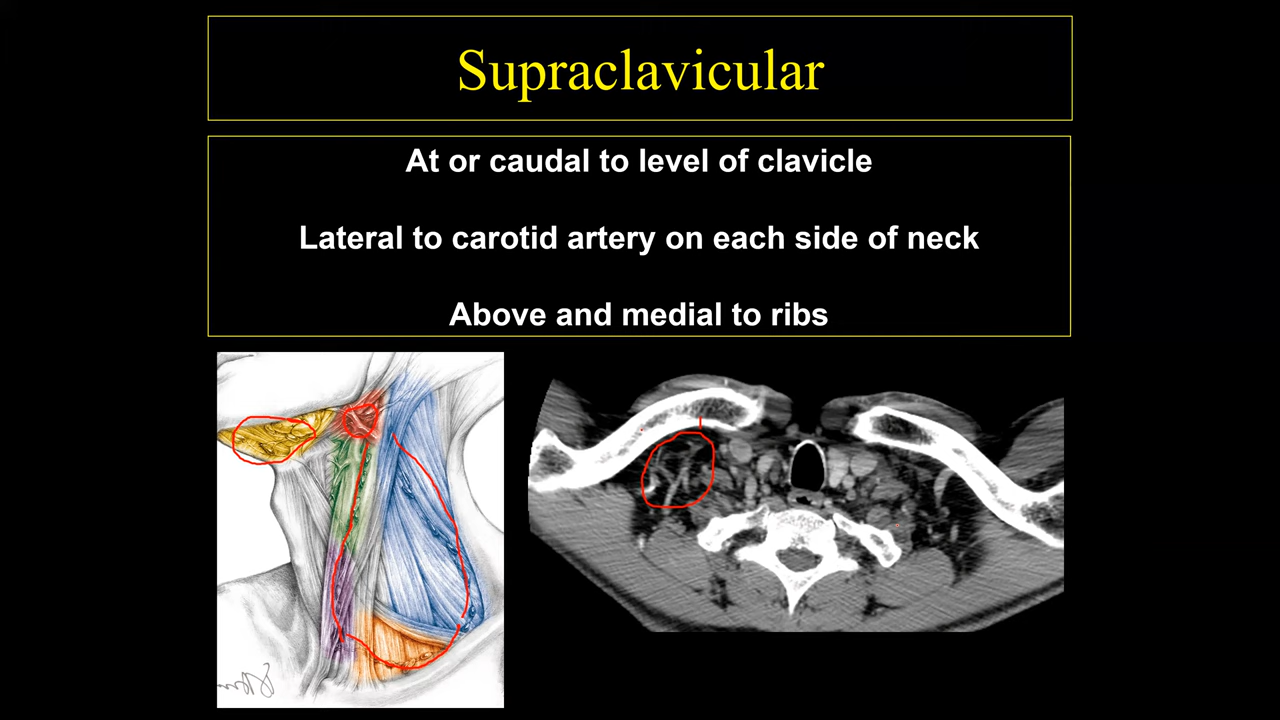 Supraclavicular
At or caudal to level of clavicle
Lateral to carotid artery on each side of neck
Above and medial to ribs